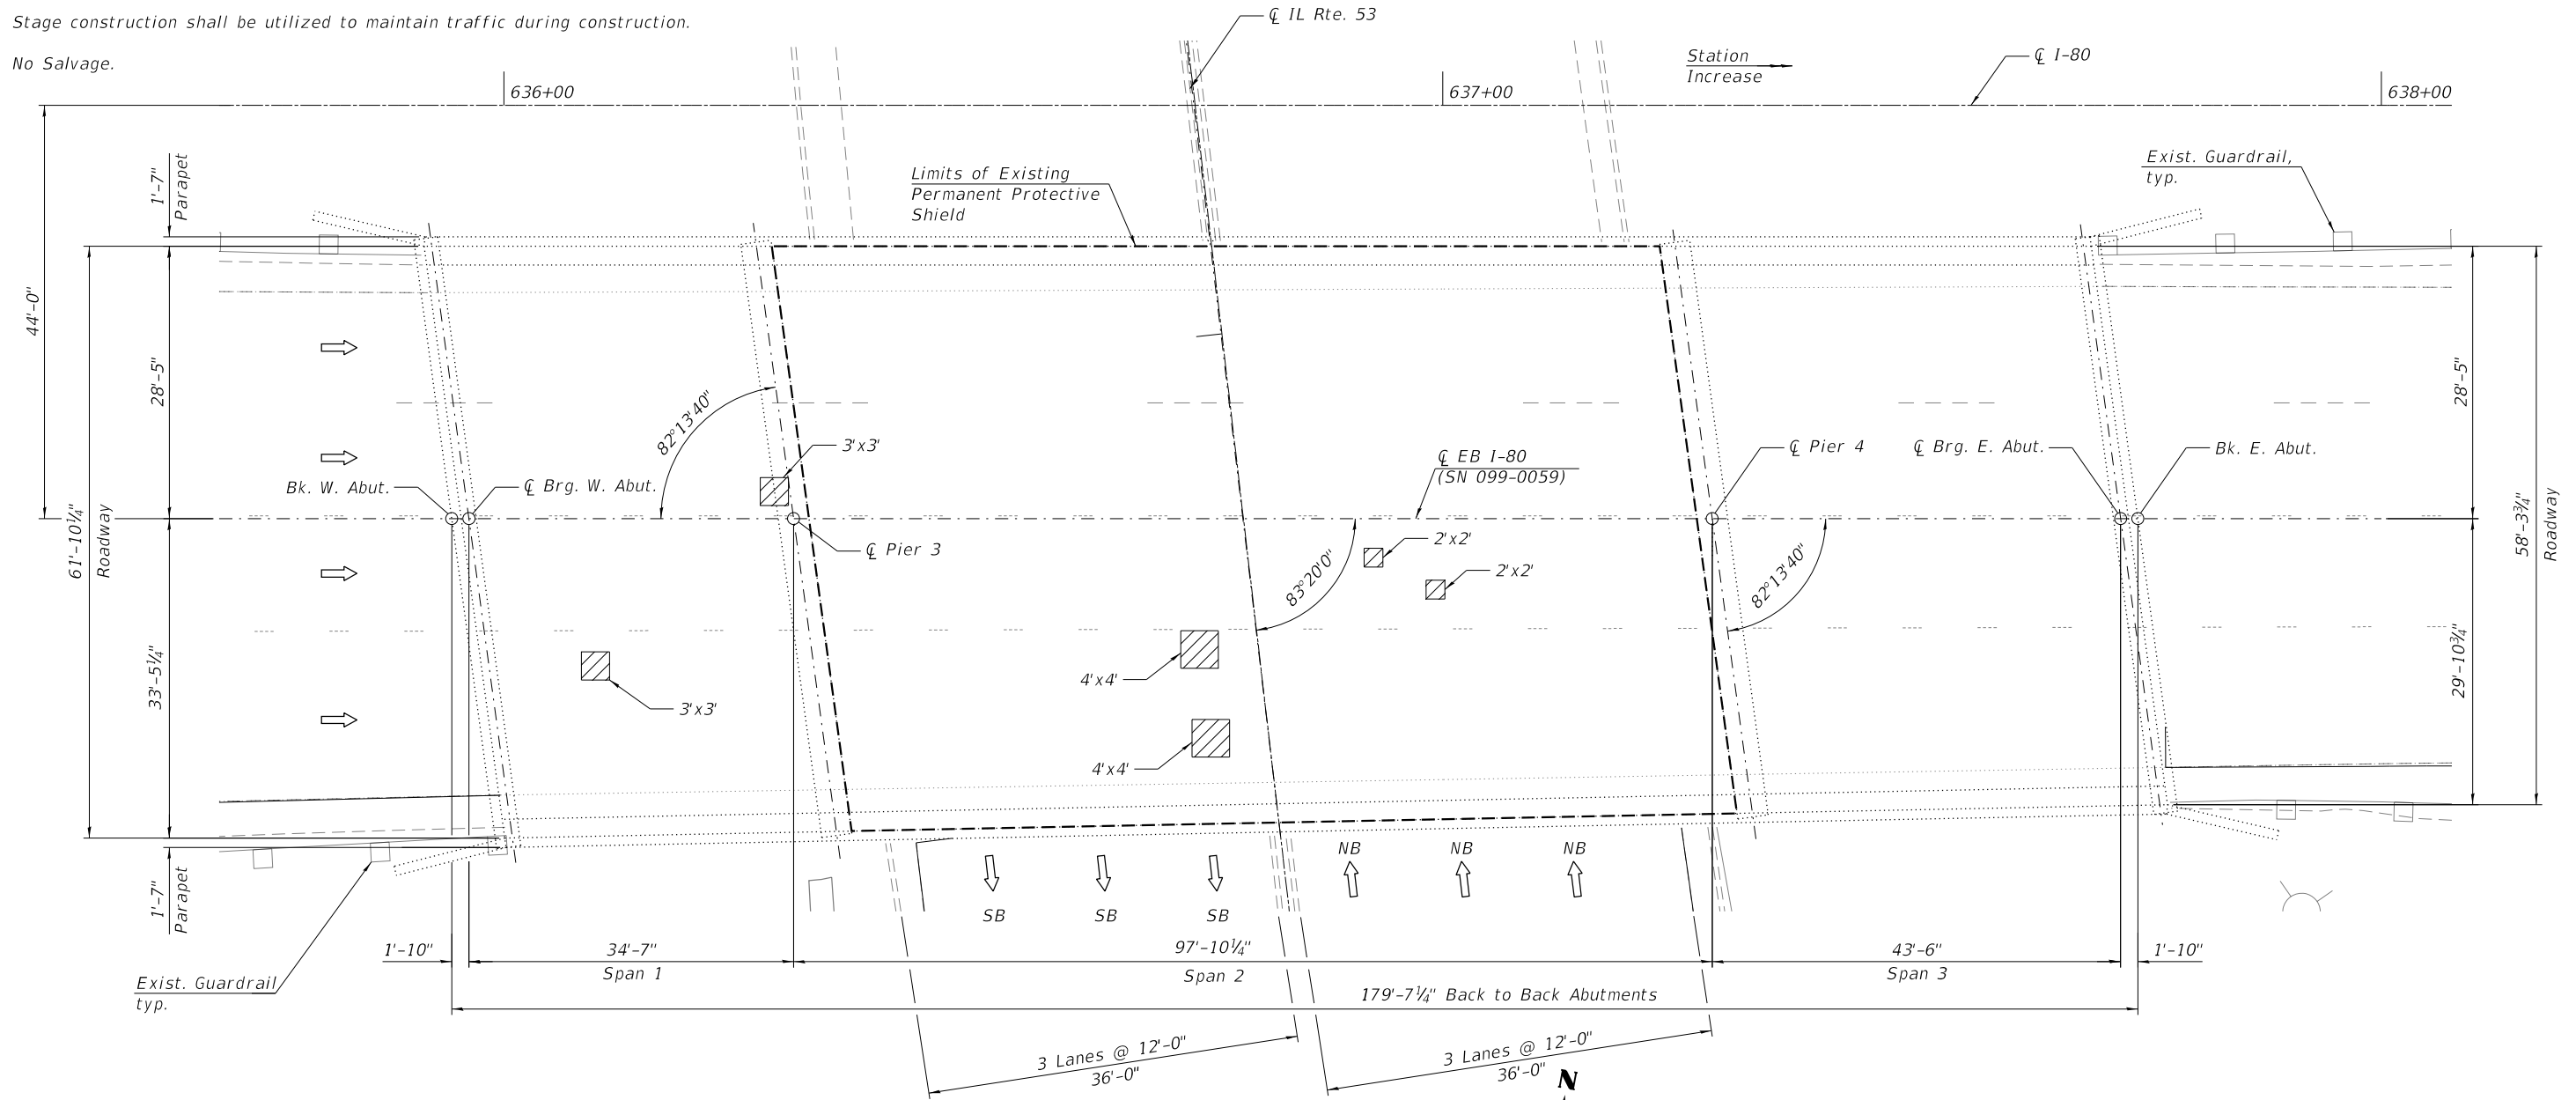 Stage construction shall be utilized to maintain traffic during construction.
No Salvage.
℄ IL Rte. 53
Station
Increase
℄ I-80
636+00
637+00
638+00
1'-7"
Parapet
Limits of Existing
Permanent Protective
Shield
Exist. Guardrail,
typ.
44'-0"
28'-5"
28'-5"
82°13'40"
3'x3'
℄ EB I-80
(SN 099-0059)
℄ Pier 4
℄ Brg. E. Abut.
Bk. E. Abut.
Bk. W. Abut.
℄ Brg. W. Abut.
61'-10¼"
Roadway
58'-3¾"
Roadway
℄ Pier 3
2'x2'
2'x2'
83°20'0"
82°13'40"
33'-5¼"
29'-10¾"
4'x4'
3'x3'
4'x4'
NB
NB
NB
SB
SB
SB
1'-7"
Parapet
1'-10"
34'-7"
Span 1
97'-10¼"
Span 2
43'-6"
Span 3
1'-10"
Exist. Guardrail
typ.
179'-7¼" Back to Back Abutments
3 Lanes @ 12'-0"
36'-0"
3 Lanes @ 12'-0"
36'-0"
N